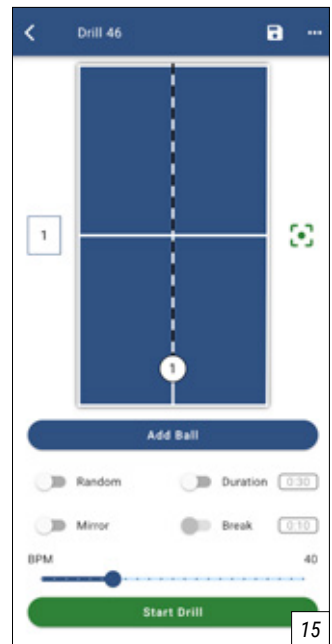 Drill 46
1
1
Add Ball
Random Duration 0:30
Mirror Break 0:10
BPM 40
Start Drill
15